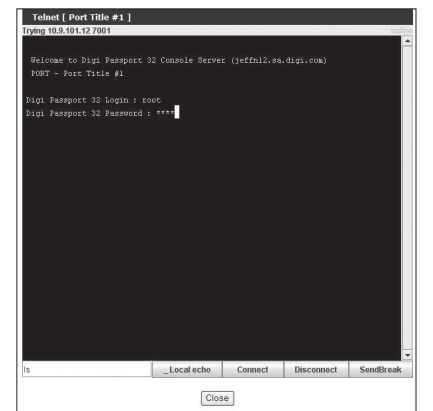 Telnet [ Port Title #1 ]
Trying 10.9.101.12 7001 online
Welcome to Digi Passport 32 Console Server (jeffn12.sa.digi.com)
PORT - Port Title #1
Digi Passport 32 Login : root
Digi Passport 32 Password : ****
ls _Local echo Connect Disconnect SendBreak
Close